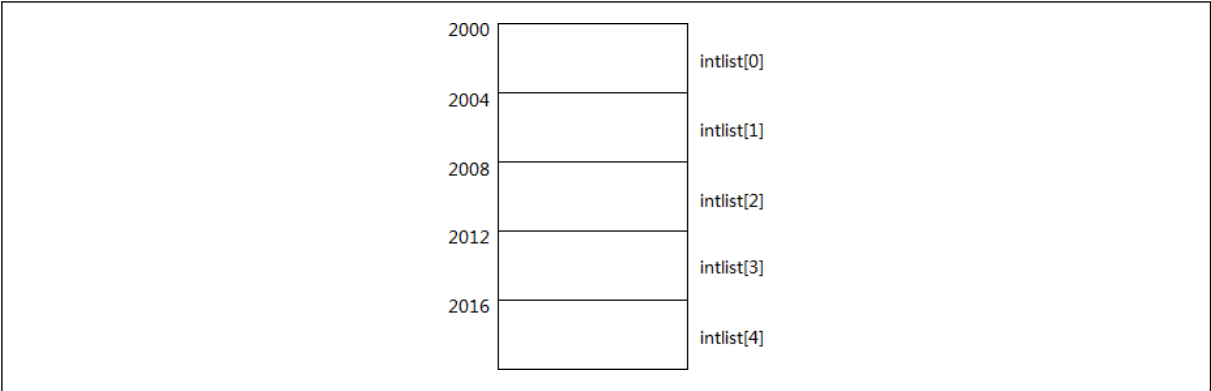 2000
intlist[0]
2004
intlist[1]
2008
intlist[2]
2012
intlist[3]
2016
intlist[4]